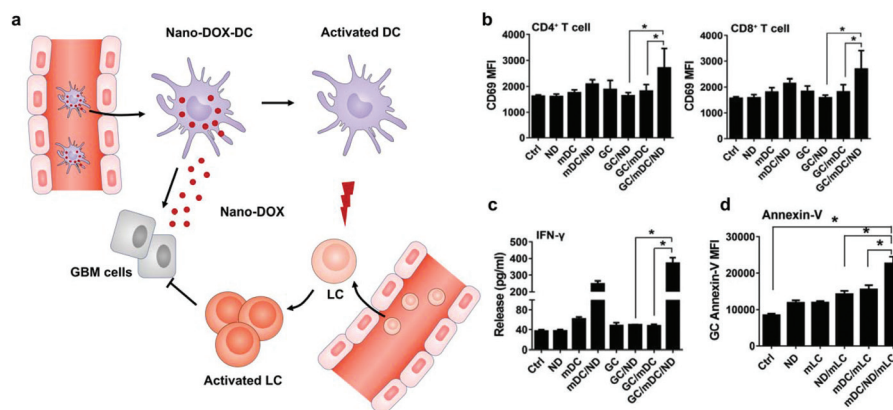 a
Nano-DOX-DC
Activated DC
Nano-DOX
GBM cells
LC
Activated LC
b
CD4⁺ T cell
CD69 MFI
4000
3000
2000
1000
0
Ctrl
ND
mDC
mDC/ND
GC
GC/ND
GC/mDC
GC/mDC/ND
*
*
CD8⁺ T cell
CD69 MFI
4000
3000
2000
1000
0
Ctrl
ND
mDC
mDC/ND
GC
GC/ND
GC/mDC
GC/mDC/ND
*
*
c
IFN-γ
Release (pg/ml)
500
400
300
200
120
80
40
0
Ctrl
ND
mDC
mDC/ND
GC
GC/ND
GC/mDC
GC/mDC/ND
*
*
d
Annexin-V
GC Annexin-V MFI
30000
20000
10000
0
Ctrl
ND
mLC
ND/mLC
mDC/mLC
mDC/ND/mLC
*
*
*